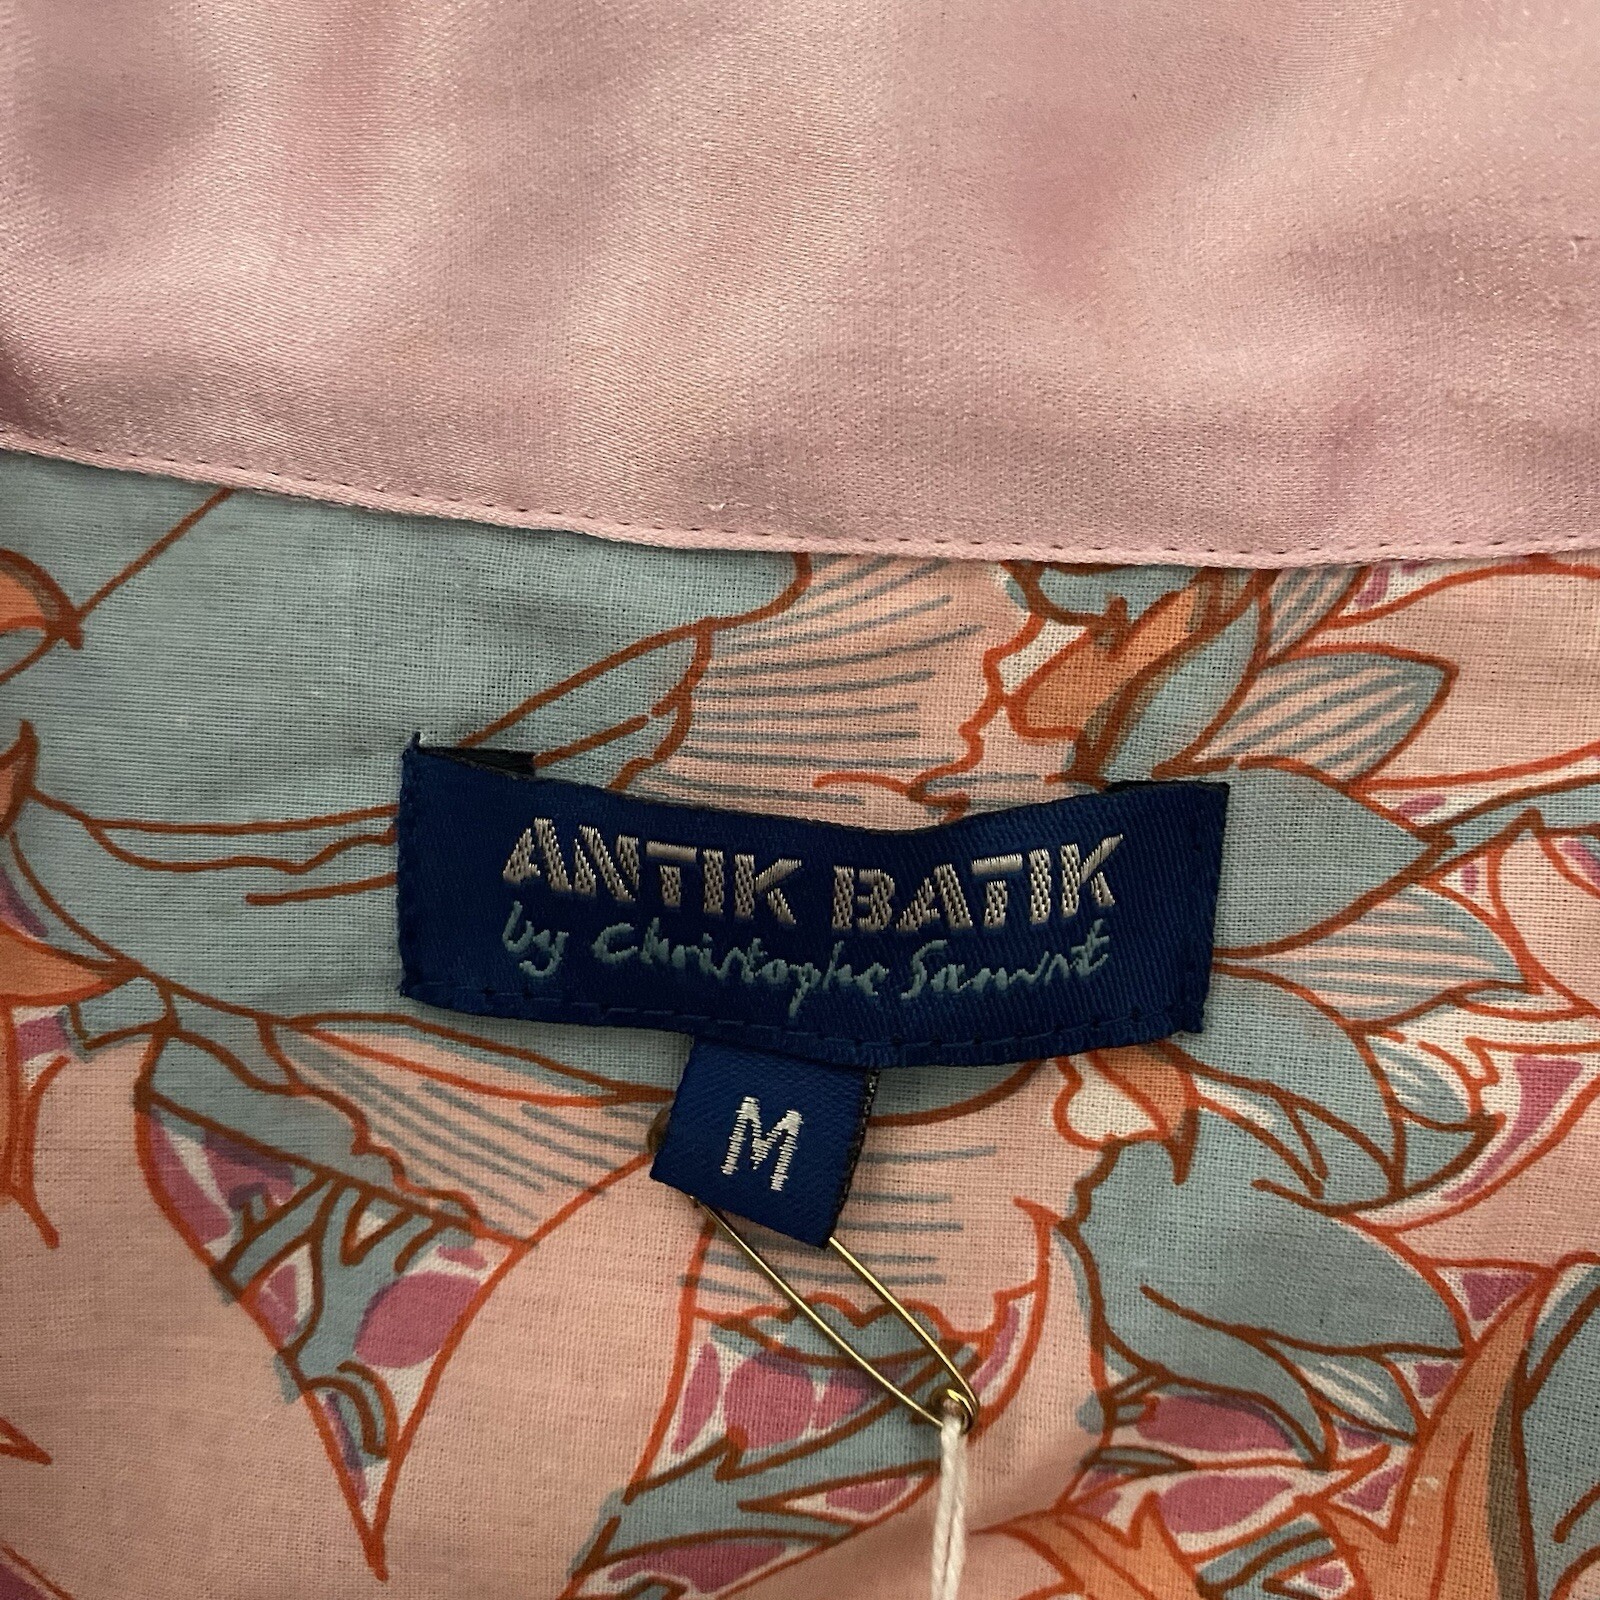 ANTIK BATIK
by Christophe Sauvat
M